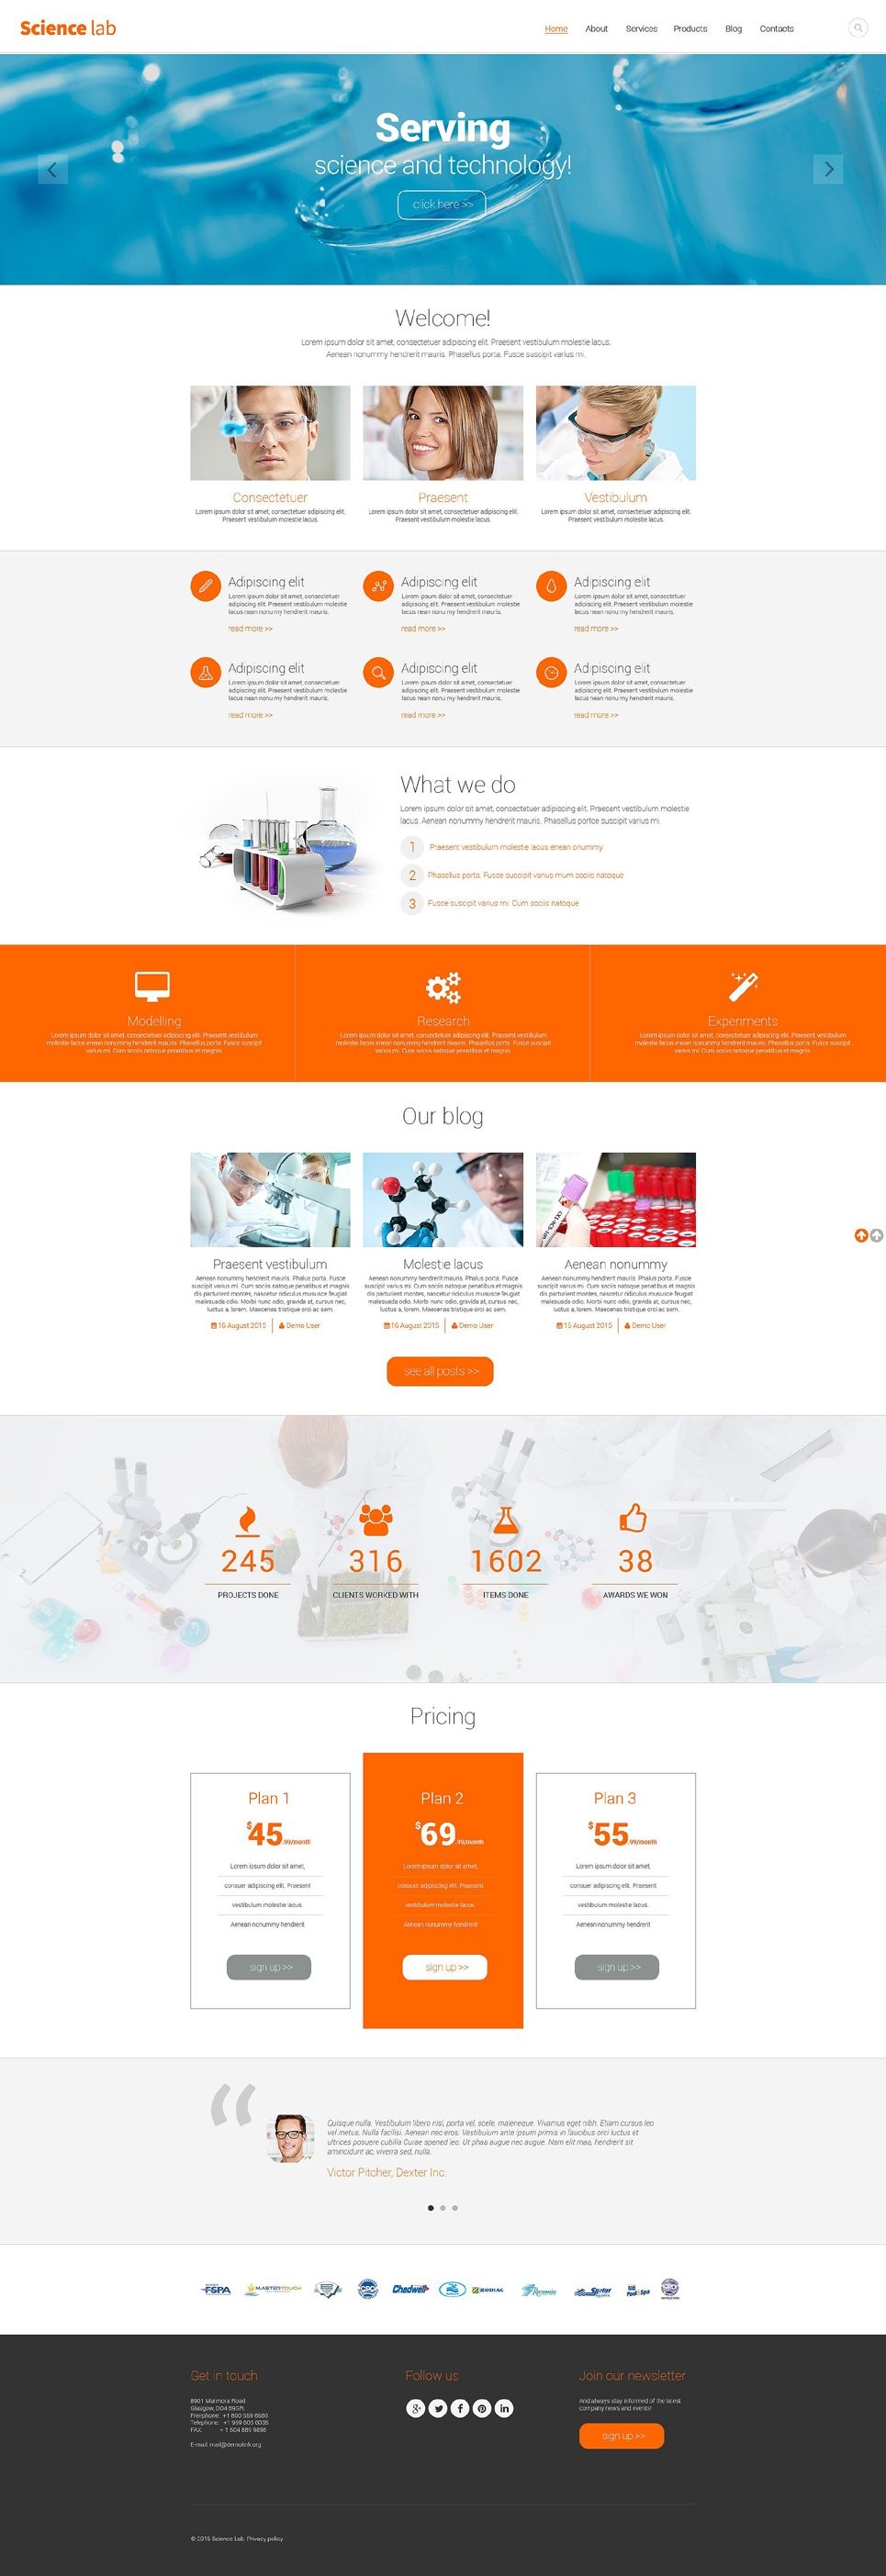 Science lab
Home About Services Products Blog Contacts
Serving
science and technology!
click here >>
Welcome!
Lorem ipsum dolor sit amet, consectetuer adipiscing elit. Praesent vestibulum molestie lacus.
Aenean nonummy hendrerit mauris. Phasellus porta. Fusce suscipit varius mi.
Consectetuer
Lorem ipsum dolor sit amet, consectetuer adipiscing elit.
Praesent vestibulum molestie lacus.
Praesent
Lorem ipsum dolor sit amet, consectetuer adipiscing elit.
Praesent vestibulum molestie lacus.
Vestibulum
Lorem ipsum dolor sit amet, consectetuer adipiscing elit.
Praesent vestibulum molestie lacus.
Adipiscing elit
Lorem ipsum dolor sit amet, consectetuer
adipiscing elit. Praesent vestibulum molestie
lacus nean nonu my hendrerit mauris.
read more >>
Adipiscing elit
Lorem ipsum dolor sit amet, consectetuer
adipiscing elit. Praesent vestibulum molestie
lacus nean nonu my hendrerit mauris.
read more >>
Adipiscing elit
Lorem ipsum dolor sit amet, consectetuer
adipiscing elit. Praesent vestibulum molestie
lacus nean nonu my hendrerit mauris.
read more >>
Adipiscing elit
Lorem ipsum dolor sit amet, consectetuer
adipiscing elit. Praesent vestibulum molestie
lacus nean nonu my hendrerit mauris.
read more >>
Adipiscing elit
Lorem ipsum dolor sit amet, consectetuer
adipiscing elit. Praesent vestibulum molestie
lacus nean nonu my hendrerit mauris.
read more >>
Adipiscing elit
Lorem ipsum dolor sit amet, consectetuer
adipiscing elit. Praesent vestibulum molestie
lacus nean nonu my hendrerit mauris.
read more >>
What we do
Lorem ipsum dolor sit amet, consectetuer adipiscing elit. Praesent vestibulum molestie
lacus. Aenean nonummy hendrerit mauris. Phasellus portce suscipit varius mi.
1 Praesent vestibulum molestie lacus enean onummy
2 Phasellus porta. Fusce suscipit varius mum sociis natoque
3 Fusce suscipit varius mi. Cum sociis natoque
Modelling
Lorem ipsum dolor sit amet, consectetuer adipiscing elit. Praesent vestibulum
molestie lacus enean nonummy hendrerit mauris. Phasellus porta. Fusce suscipit
varius mi. Cum sociis natoque penatibus et magnis.
Research
Lorem ipsum dolor sit amet, consectetuer adipiscing elit. Praesent vestibulum
molestie lacus enean nonummy hendrerit mauris. Phasellus porta. Fusce suscipit
varius mi. Cum sociis natoque penatibus et magnis.
Experiments
Lorem ipsum dolor sit amet, consectetuer adipiscing elit. Praesent vestibulum
molestie lacus enean nonummy hendrerit mauris. Phasellus porta. Fusce suscipit
varius mi. Cum sociis natoque penatibus et magnis.
Our blog
Praesent vestibulum
Aenean nonummy hendrerit mauris. Phalus porta. Fusce
suscipit varius mi. Cum sociis natoque penatibus et magnis
dis parturient montes, nascetur ridiculus musuce feugiat
malesuada odio. Morbi nunc odio, gravida at, cursus nec,
luctus a, lorem. Maecenas tristique orci ac sem.
16 August 2015 Demo User
Molestie lacus
Aenean nonummy hendrerit mauris. Phalus porta. Fusce
suscipit varius mi. Cum sociis natoque penatibus et magnis
dis parturient montes, nascetur ridiculus musuce feugiat
malesuada odio. Morbi nunc odio, gravida at, cursus nec,
luctus a, lorem. Maecenas tristique orci ac sem.
16 August 2015 Demo User
Aenean nonummy
Aenean nonummy hendrerit mauris. Phalus porta. Fusce
suscipit varius mi. Cum sociis natoque penatibus et magnis
dis parturient montes, nascetur ridiculus musuce feugiat
malesuada odio. Morbi nunc odio, gravida at, cursus nec,
luctus a, lorem. Maecenas tristique orci ac sem.
15 August 2015 Demo User
see all posts >>
245 316 1602 38
PROJECTS DONE CLIENTS WORKED WITH ITEMS DONE AWARDS WE WON
Pricing
Plan 1
$45.99/month
Lorem ipsum dolor sit amet,
consuer adipiscing elit. Praesent
vestibulum molestie lacus.
Aenean nonummy hendrerit
sign up >>
Plan 2
$69.99/month
Lorem ipsum dolor sit amet,
consuer adipiscing elit. Praesent
vestibulum molestie lacus.
Aenean nonummy hendrerit
sign up >>
Plan 3
$55.99/month
Lorem ipsum dolor sit amet,
consuer adipiscing elit. Praesent
vestibulum molestie lacus.
Aenean nonummy hendrerit
sign up >>
“
Quisque nulla. Vestibulum libero nisl, porta vel, scele, maleneque. Vivamus eget nibh. Etiam cursus leo
vel metus. Nulla facilisi. Aenean nec eros. Vestibuium ante ipsum primis in faucibus orci luctus et
ultrices posuere cubilia Curae spened leo. Ut phas augue nec augue. Nam elit mas, hendrerit sit
amincidunt ac, viverra sed, nulla.
Victor Pitcher, Dexter Inc.
FSPA MASTERTOUCH CPC Chadwell ZODIAC
Get in touch
8901 Marmora Road
Glasgow, D04 89GR
Freephone: +1 800 559 6580
Telephone: +1 959 603 6035
FAX: +1 504 889 9898
E-mail: mail@demolink.org
Follow us
Join our newsletter
And always stay informed of the latest
company news and events!
sign up >>
© 2015 Science Lab. Privacy policy